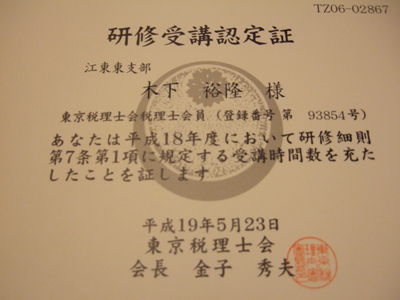 TZ06-02867
研修受講認定証
江東東支部
木下 裕隆 様
東京税理士会税理士会員(登録番号 第 93854号)
あなたは平成18年度において研修細則
第7条第1項に規定する受講時間数を充た
したことを証します
平成19年5月23日
東京税理士会
会長 金子 秀夫